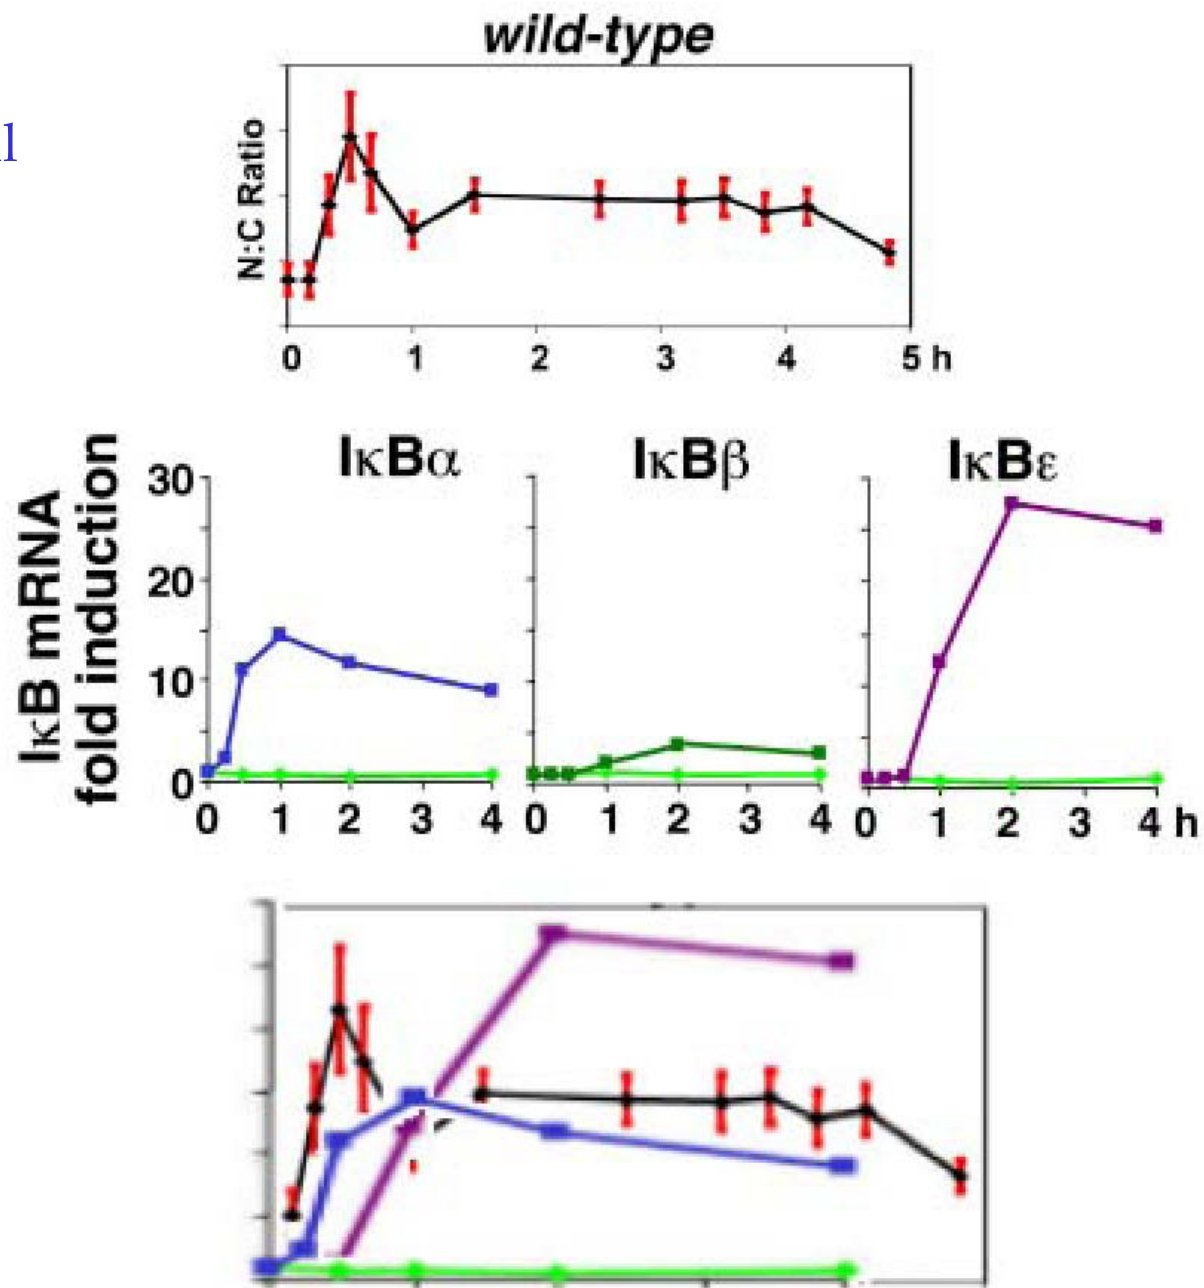 wild-type
N:C Ratio
0 1 2 3 4 5 h
IκBα IκBβ IκBε
IκB mRNA
fold induction
30
20
10
0
0 1 2 3 4 0 1 2 3 4 0 1 2 3 4 h